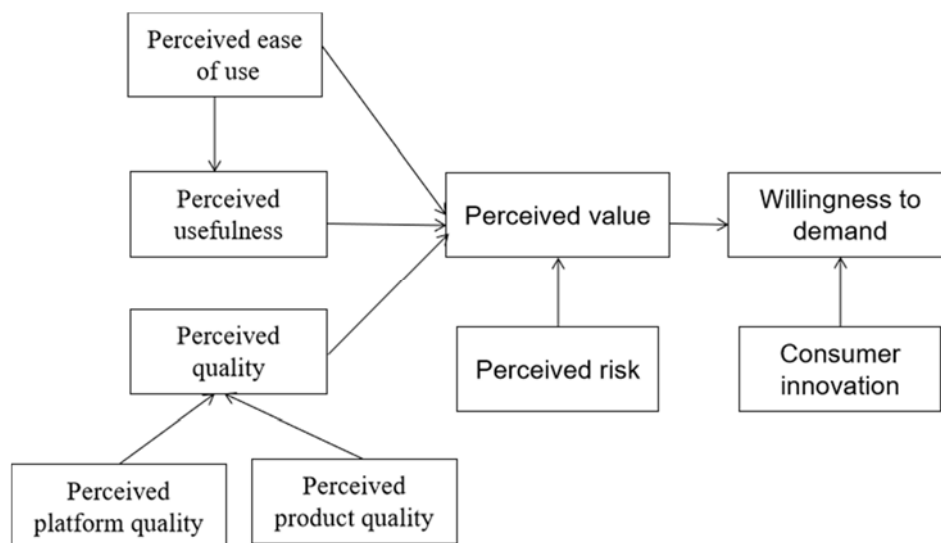 Perceived ease
of use
Perceived
usefulness
Perceived value
Willingness to
demand
Perceived
quality
Perceived risk
Consumer
innovation
Perceived
platform quality
Perceived
product quality